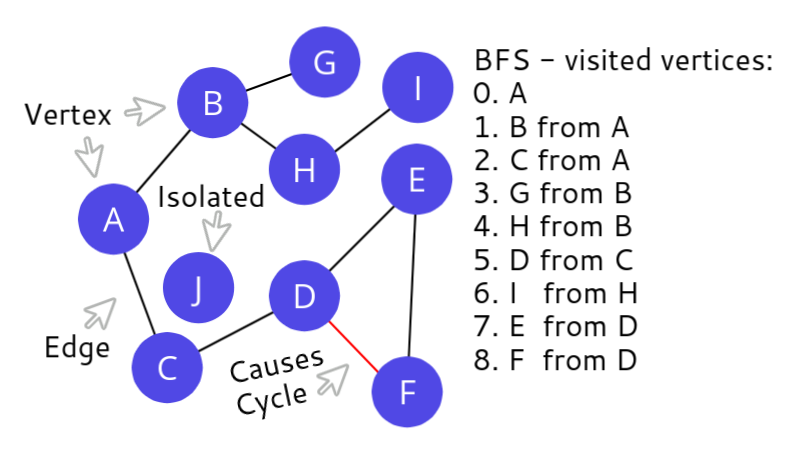 G
I
B
Vertex
H
E
Isolated
A
J
D
Edge
C
Causes
Cycle
F
BFS - visited vertices:
0. A
1. B from A
2. C from A
3. G from B
4. H from B
5. D from C
6. I from H
7. E from D
8. F from D